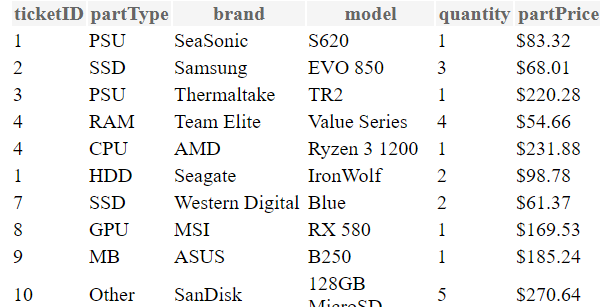 ticketID partType brand model quantity partPrice
1 PSU SeaSonic S620 1 $83.32
2 SSD Samsung EVO 850 3 $68.01
3 PSU Thermaltake TR2 1 $220.28
4 RAM Team Elite Value Series 4 $54.66
4 CPU AMD Ryzen 3 1200 1 $231.88
1 HDD Seagate IronWolf 2 $98.78
7 SSD Western Digital Blue 2 $61.37
8 GPU MSI RX 580 1 $169.53
9 MB ASUS B250 1 $185.24
10 Other SanDisk 128GB MicroSD 5 $270.64